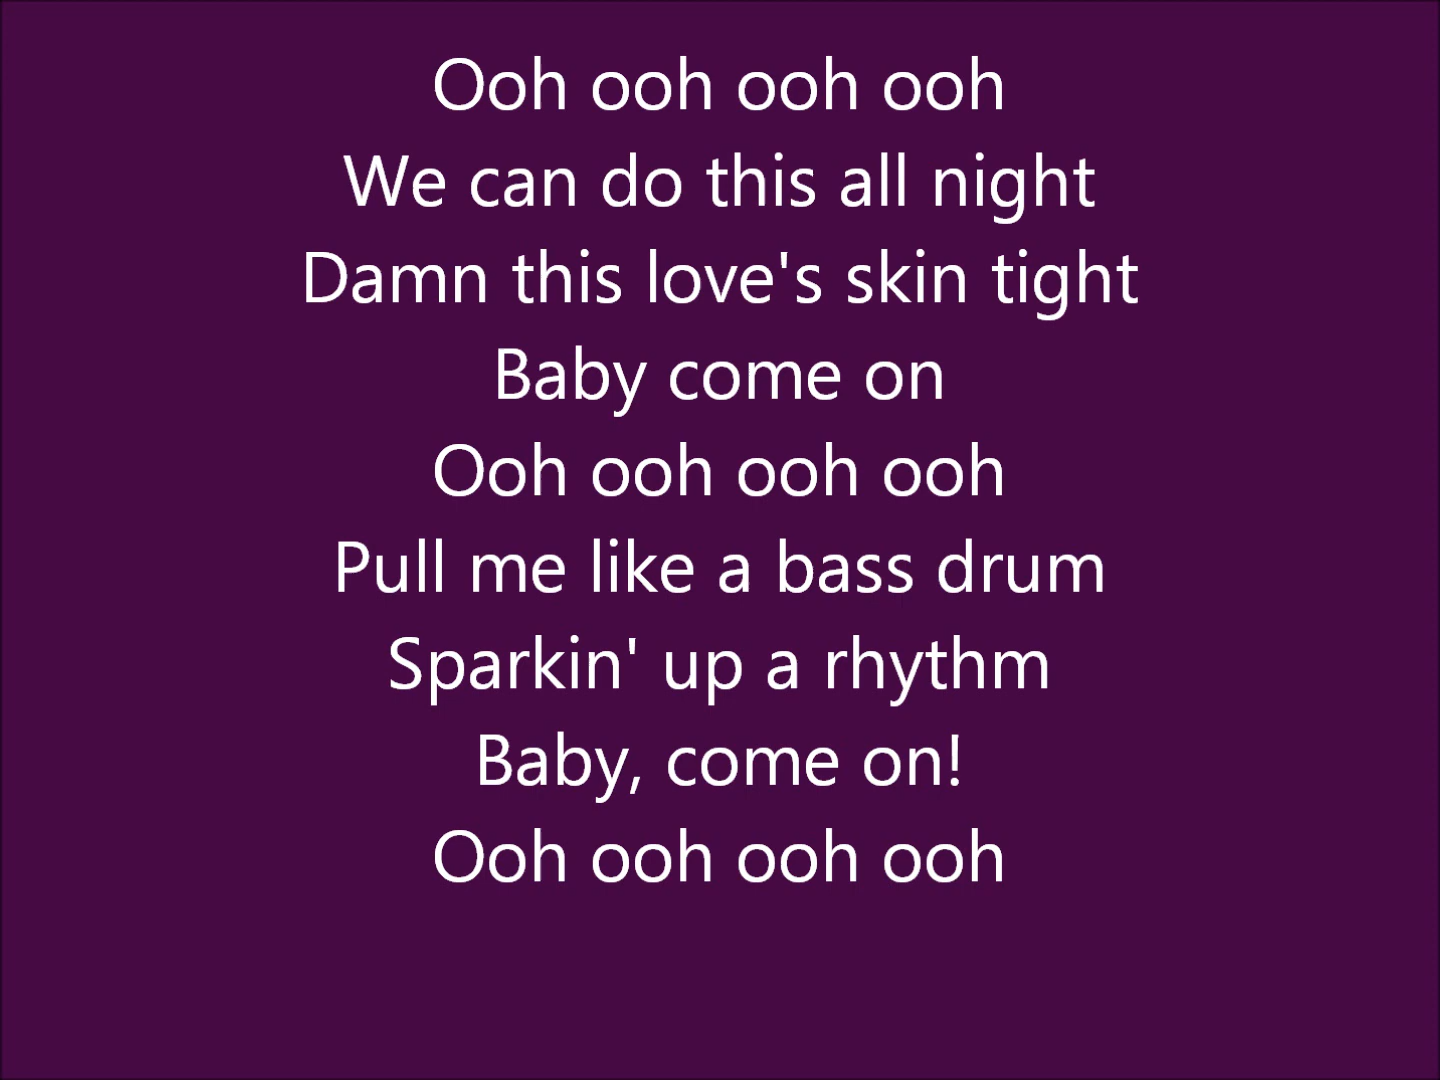 Ooh ooh ooh ooh
We can do this all night
Damn this love's skin tight
Baby come on
Ooh ooh ooh ooh
Pull me like a bass drum
Sparkin' up a rhythm
Baby, come on!
Ooh ooh ooh ooh